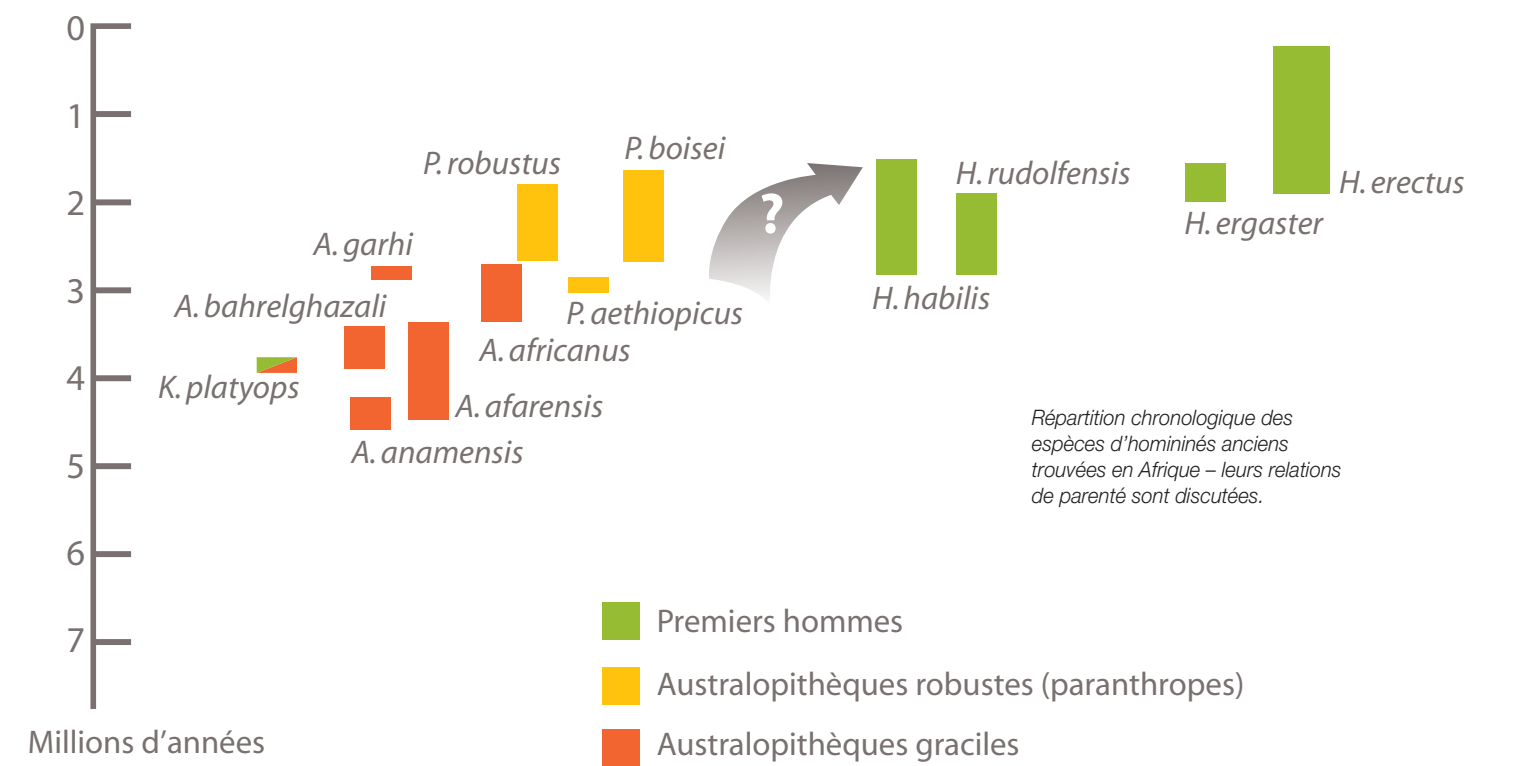 0
1
2
3
4
5
6
7
Millions d’années
P. robustus
P. boisei
A. garhi
A. bahrelghazali
K. platyops
A. anamensis
A. afarensis
A. africanus
P. aethiopicus
?
H. habilis
H. rudolfensis
H. ergaster
H. erectus
Répartition chronologique des
espèces d’homininés anciens
trouvées en Afrique – leurs relations
de parenté sont discutées.
Premiers hommes
Australopithèques robustes (paranthropes)
Australopithèques graciles